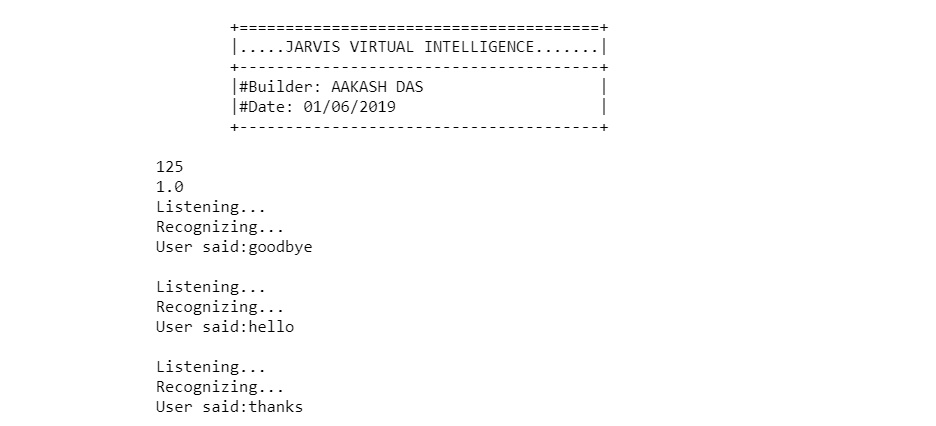 +=======================================+
|.....JARVIS VIRTUAL INTELLIGENCE.......|
+---------------------------------------+
|#Builder: AAKASH DAS                   |
|#Date: 01/06/2019                      |
+---------------------------------------+
125
1.0
Listening...
Recognizing...
User said:goodbye
Listening...
Recognizing...
User said:hello
Listening...
Recognizing...
User said:thanks